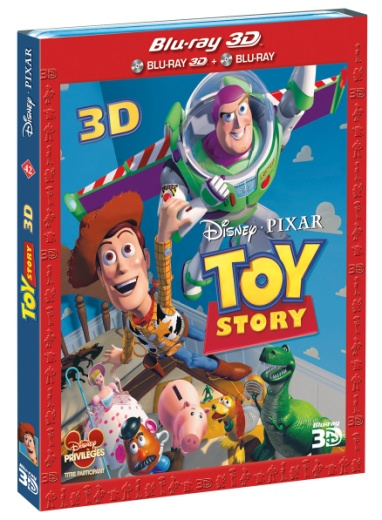 Blu-ray 3D
BLU-RAY 3D + BLU-RAY
3D
DISNEY · PIXAR
TOY
STORY
Disney
PRIVILÈGES
TITRE PARTICIPANT
Blu-ray
3D
DISNEY · PIXAR
42
TOY STORY 3D
3D